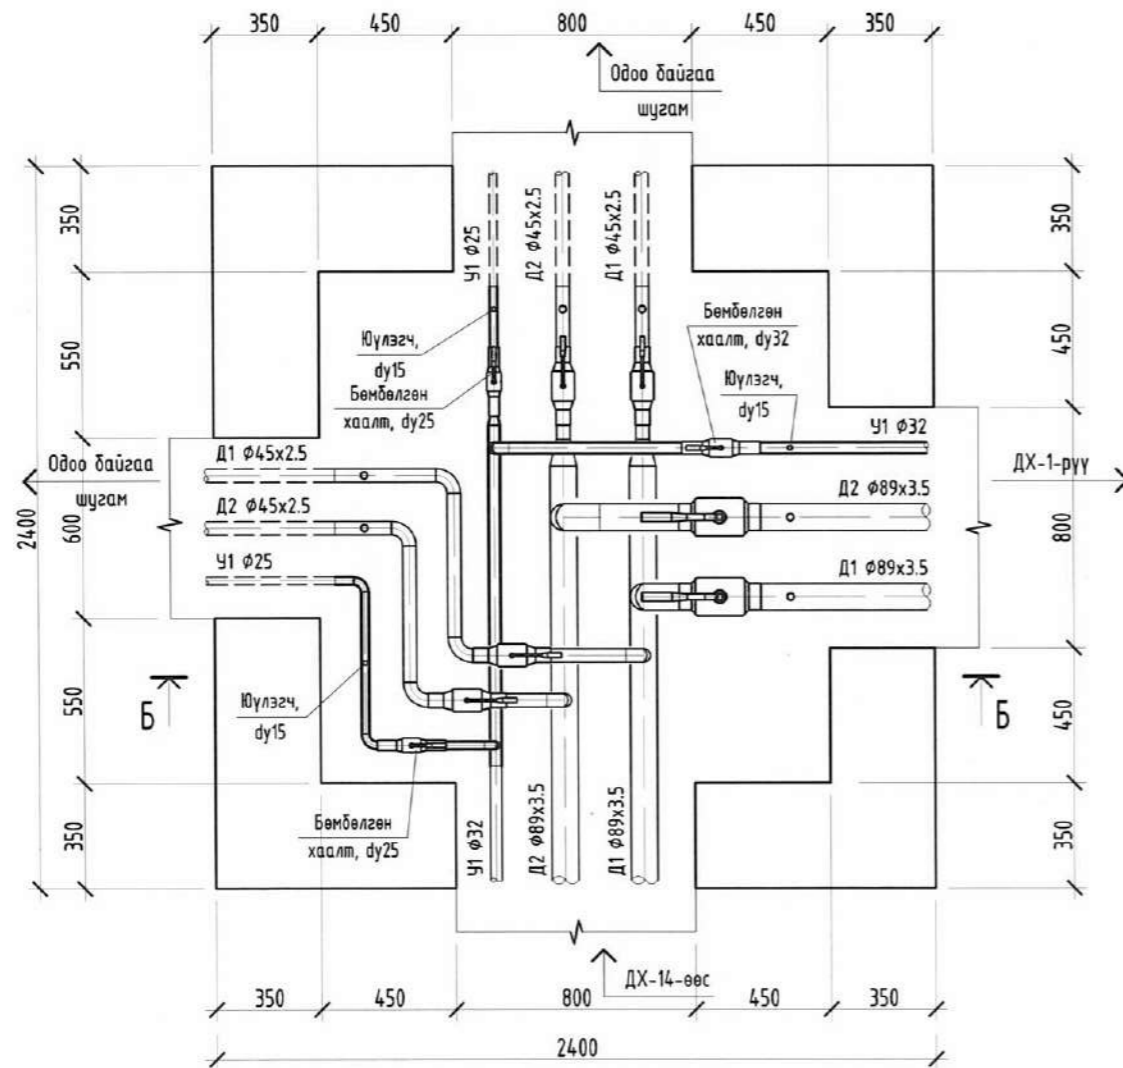 350
450
800
450
350
Одоо байгаа
шугам
350
550
600
550
350
2400
350
450
800
450
350
У1 ф25
Д2 ф45x2.5
Д1 ф45x2.5
Юүлэгч,
dy15
Бөмбөлгөн
хаалт, dy25
Бөмбөлгөн
хаалт, dy32
Юүлэгч,
dy15
У1 ф32
Д2 ф89x3.5
Д1 ф89x3.5
ДХ-1-рүү
Одоо байгаа
шугам
Д1 ф45x2.5
Д2 ф45x2.5
У1 ф25
Б
Б
Юүлэгч,
dy15
Бөмбөлгөн
хаалт, dy25
У1 ф32
Д2 ф89x3.5
Д1 ф89x3.5
ДХ-14-өөс
350
450
800
450
350
2400